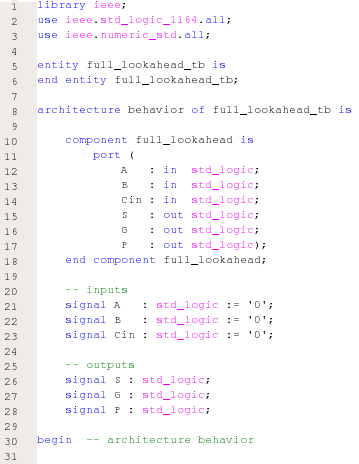 1 library ieee;
2 use ieee.std_logic_1164.all;
3 use ieee.numeric_std.all;
4
5 entity full_lookahead_tb is
6 end entity full_lookahead_tb;
7
8 architecture behavior of full_lookahead_tb is
9
10     component full_lookahead is
11         port (
12             A   : in  std_logic;
13             B   : in  std_logic;
14             Cin : in  std_logic;
15             S   : out std_logic;
16             G   : out std_logic;
17             P   : out std_logic);
18     end component full_lookahead;
19
20     -- inputs
21     signal A   : std_logic := '0';
22     signal B   : std_logic := '0';
23     signal Cin : std_logic := '0';
24
25     -- outputs
26     signal S : std_logic;
27     signal G : std_logic;
28     signal P : std_logic;
29
30 begin  -- architecture behavior
31